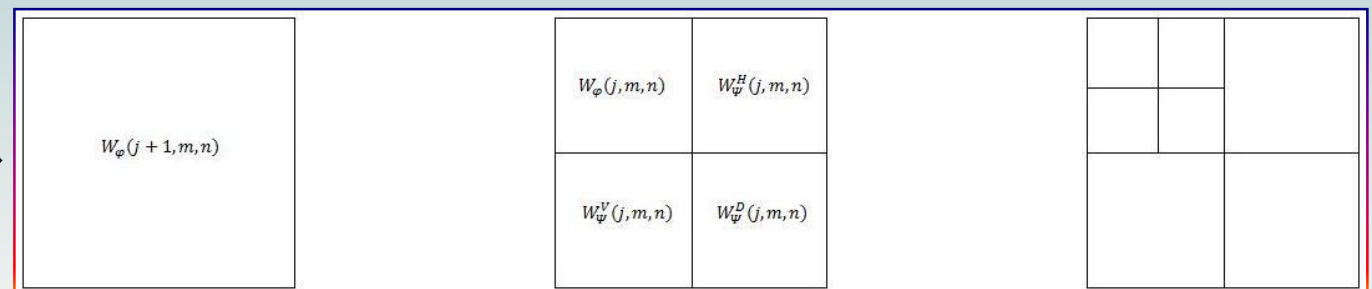 W_φ(j + 1, m, n)
W_φ(j, m, n) W_Ψ^H(j, m, n)
W_Ψ^V(j, m, n) W_Ψ^D(j, m, n)